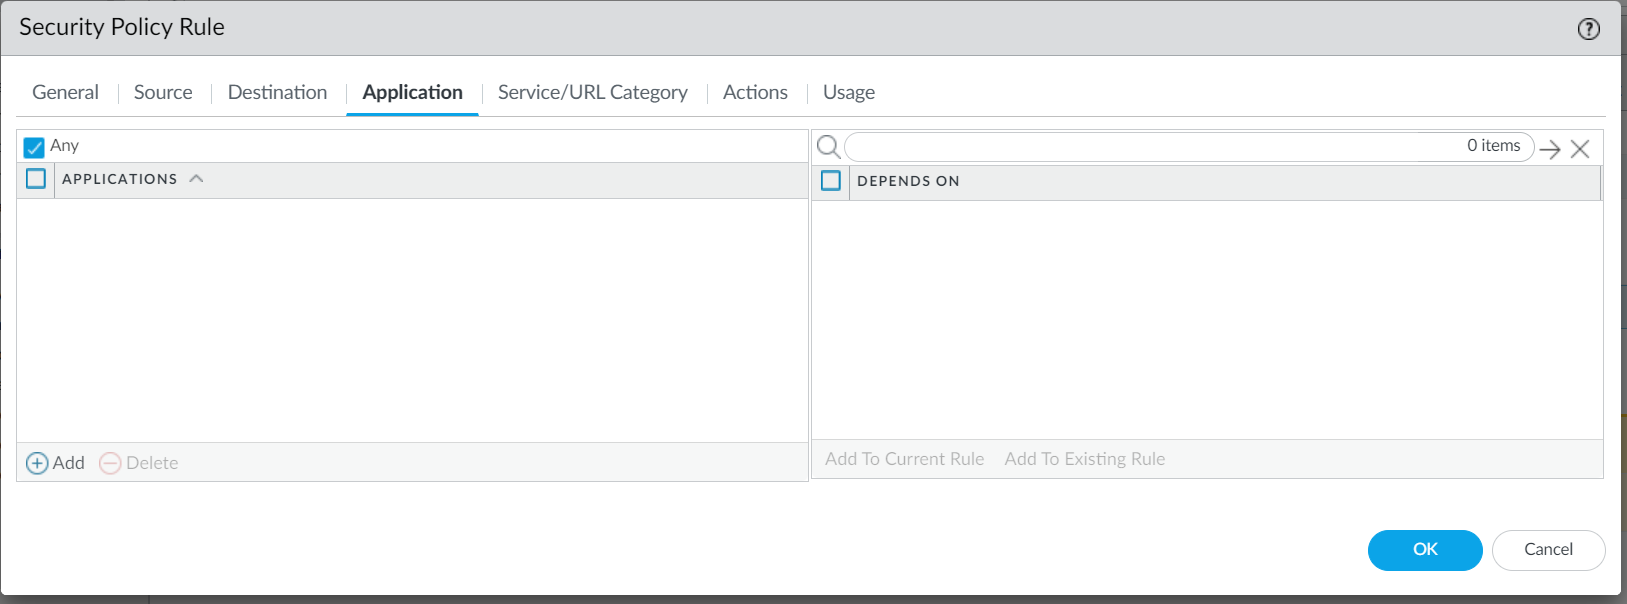 Security Policy Rule
?
General Source Destination Application Service/URL Category Actions Usage
Any
0 items
APPLICATIONS
DEPENDS ON
Add Delete
Add To Current Rule Add To Existing Rule
OK Cancel